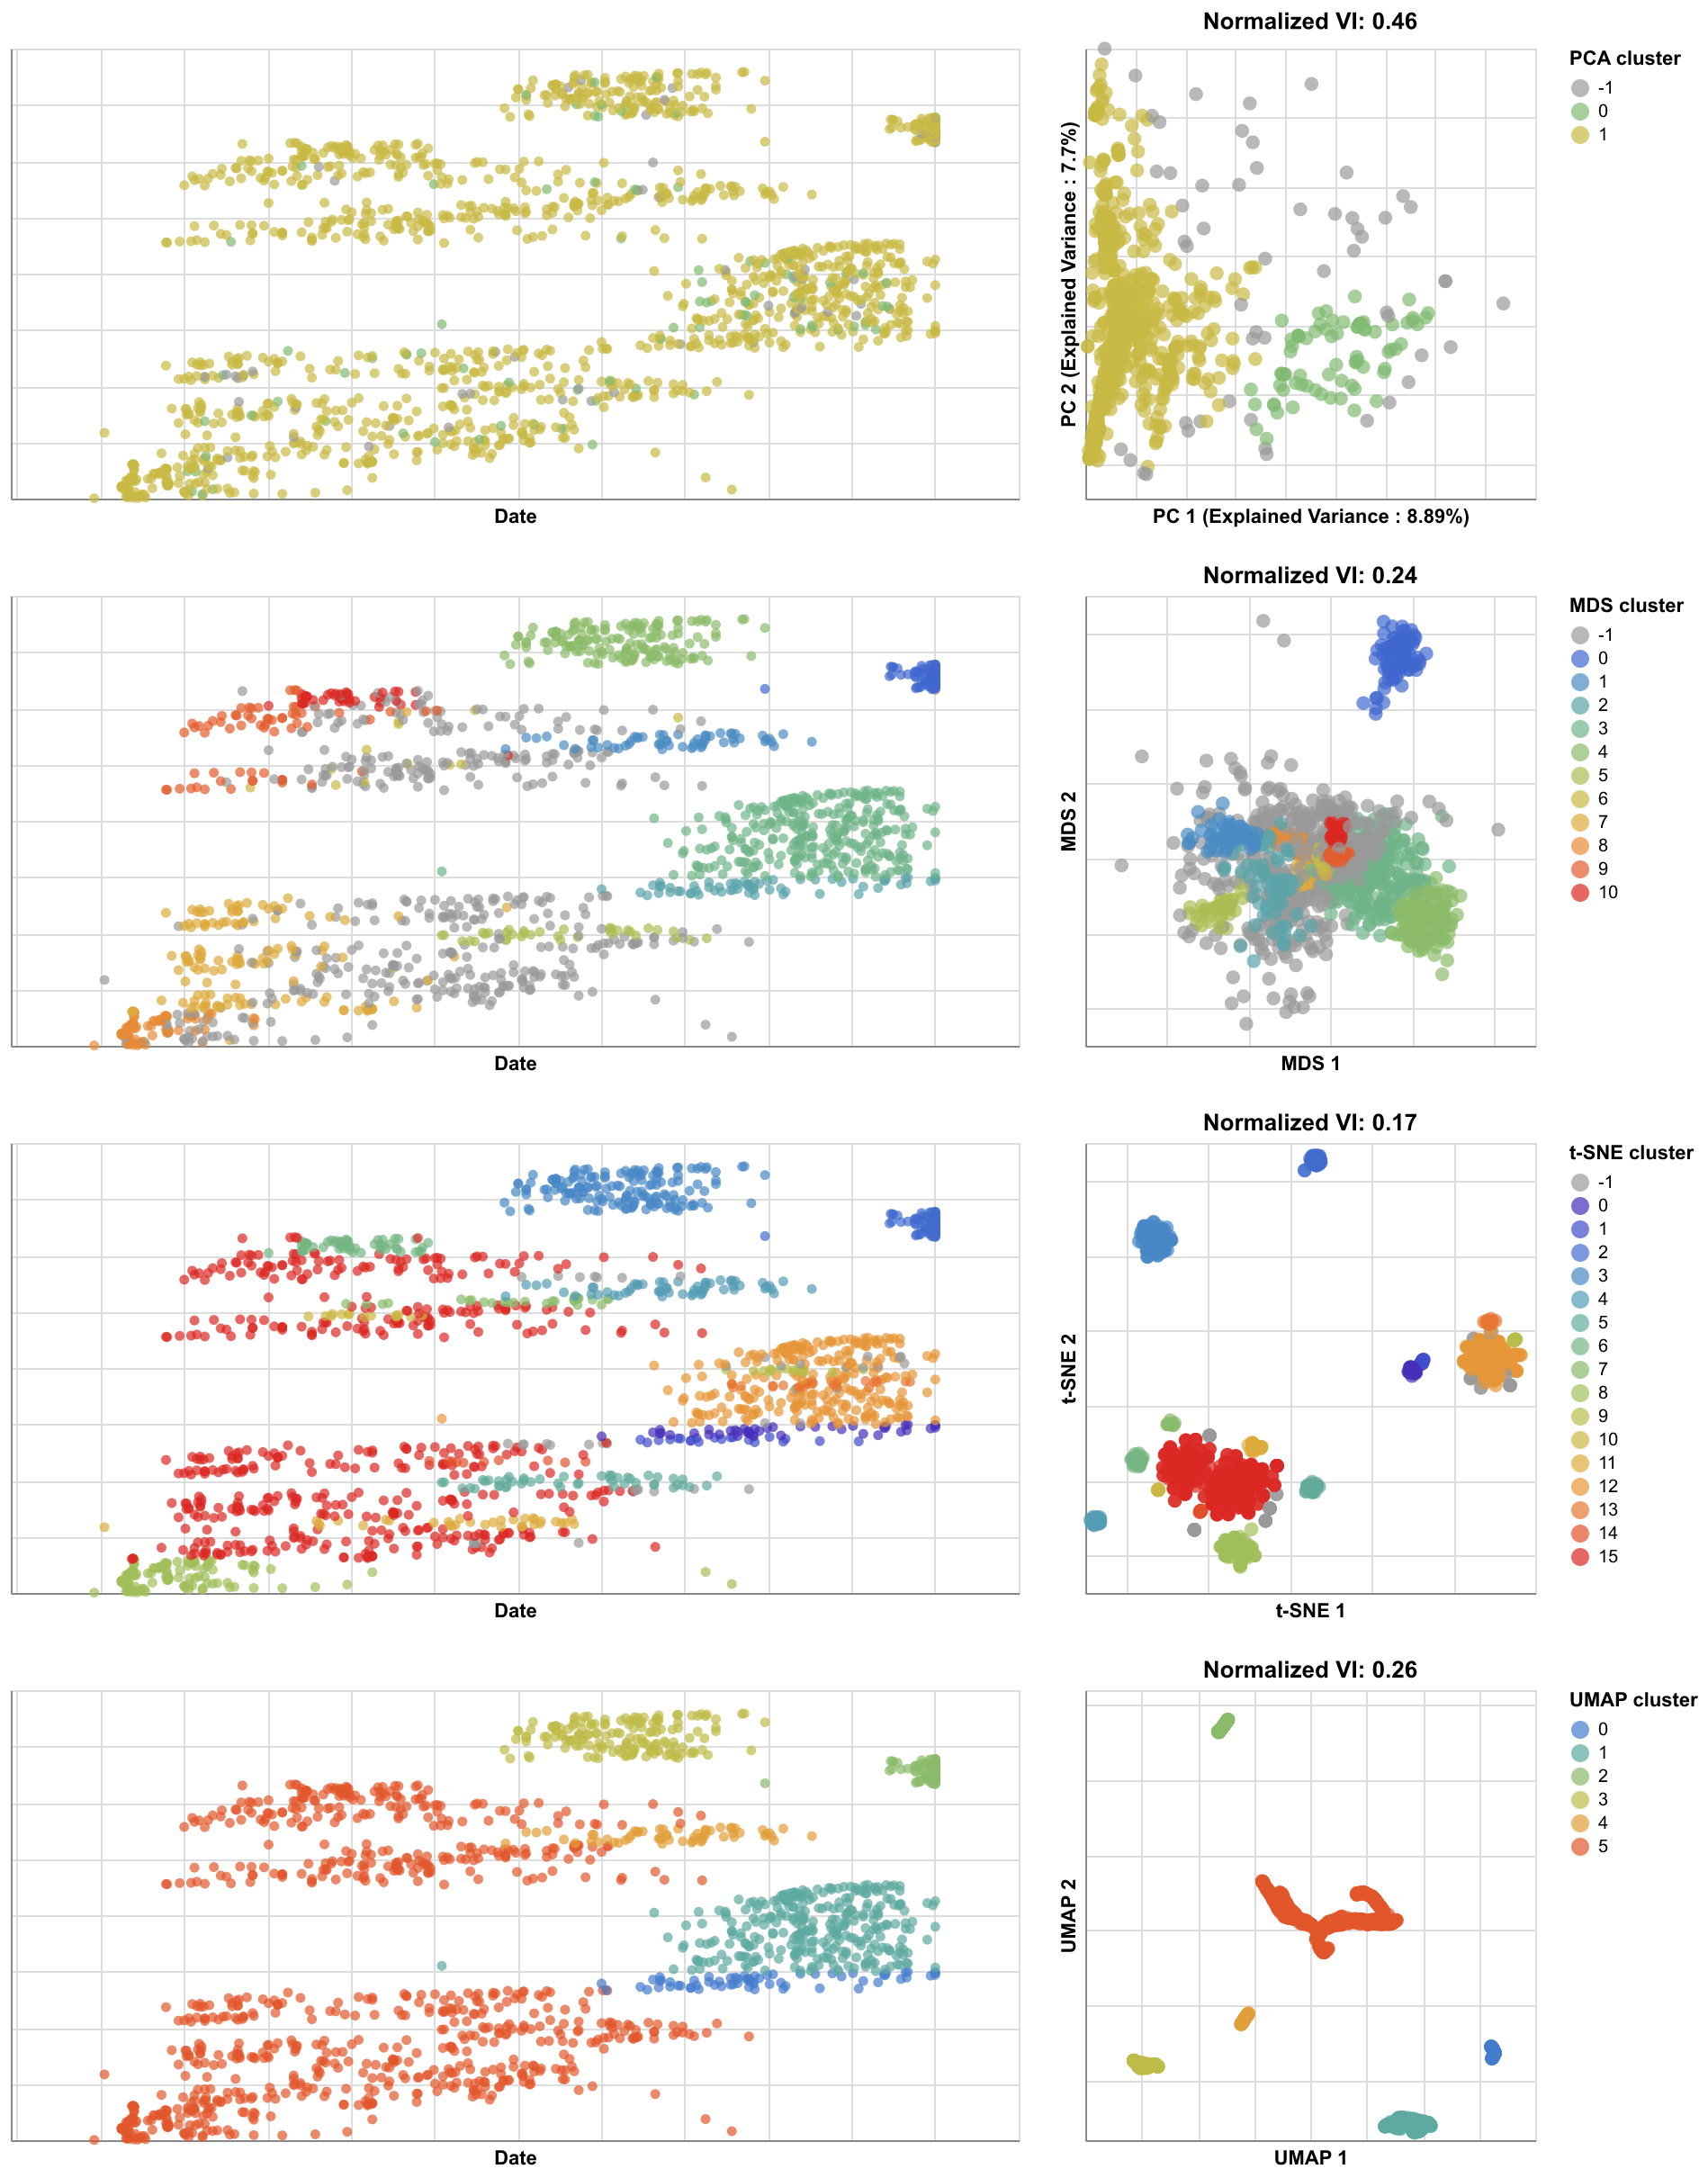 Normalized VI: 0.46
PCA cluster
-1
0
1
PC 2 (Explained Variance : 7.7%)
Date
PC 1 (Explained Variance : 8.89%)
Normalized VI: 0.24
MDS cluster
-1
0
1
2
3
4
5
6
7
8
9
10
MDS 2
Date
MDS 1
Normalized VI: 0.17
t-SNE cluster
-1
0
1
2
3
4
5
6
7
8
9
10
11
12
13
14
15
t-SNE 2
Date
t-SNE 1
Normalized VI: 0.26
UMAP cluster
0
1
2
3
4
5
UMAP 2
Date
UMAP 1